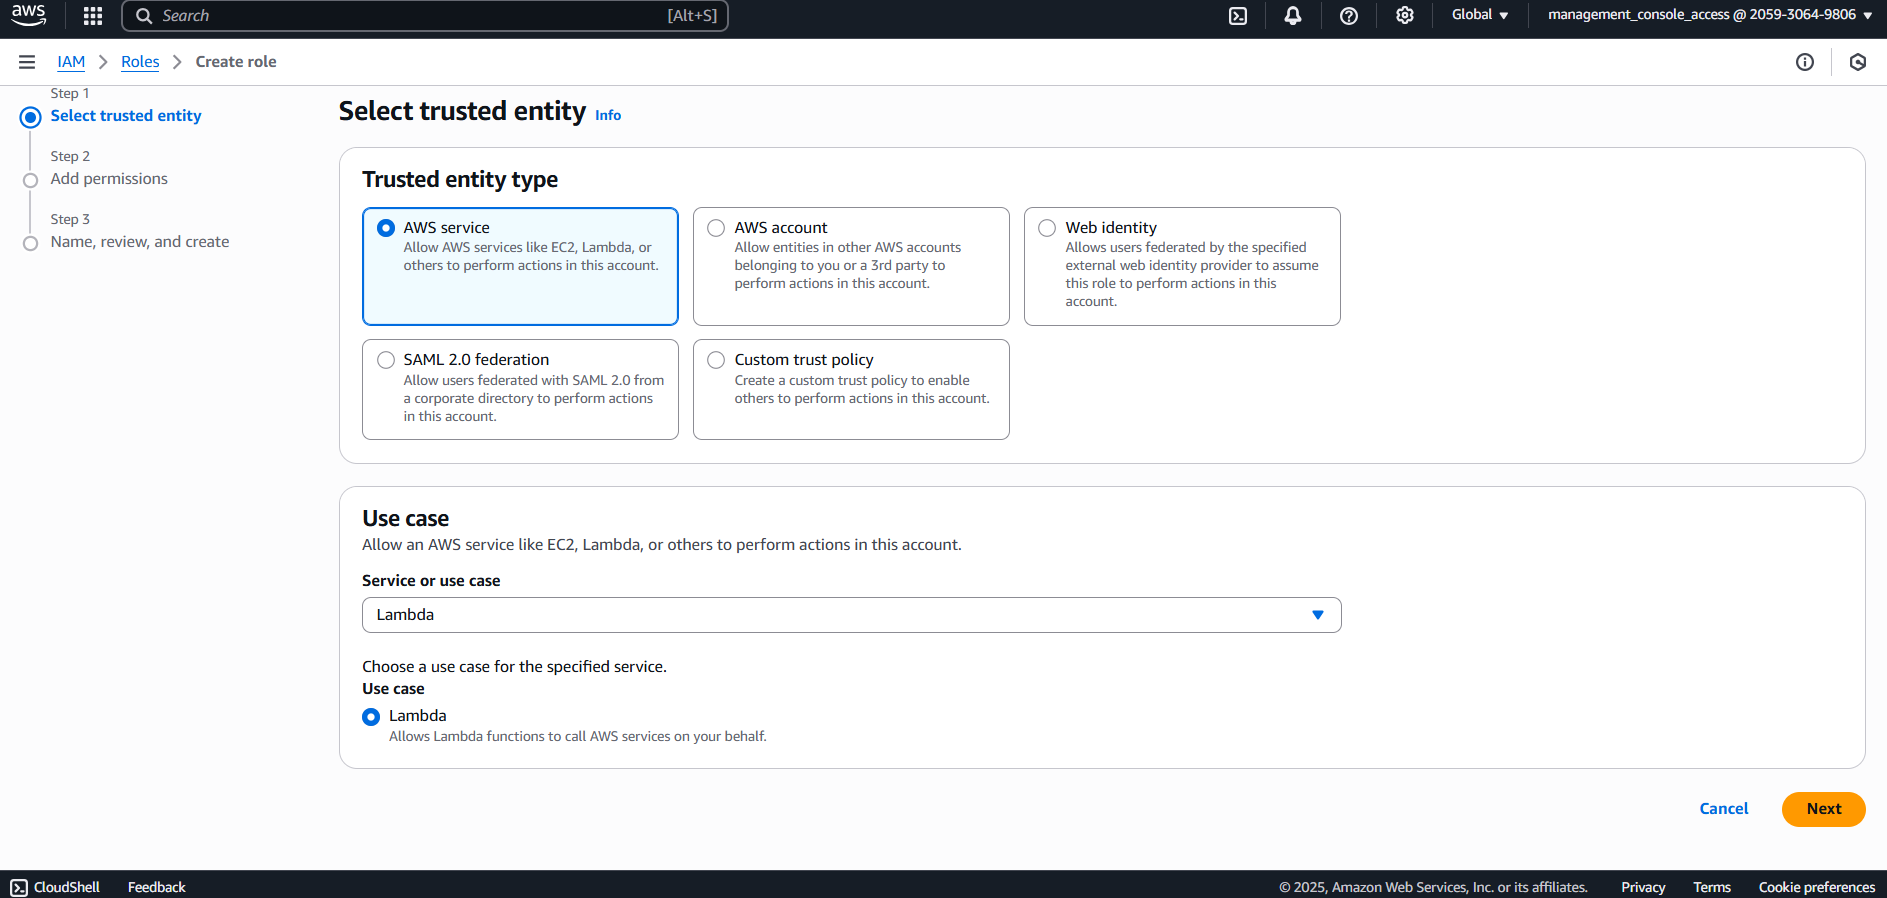 aws
Search
[Alt+S]
Global
management_console_access @ 2059-3064-9806
IAM
Roles
Create role
Step 1
Select trusted entity
Step 2
Add permissions
Step 3
Name, review, and create
Select trusted entity Info
Trusted entity type
AWS service
Allow AWS services like EC2, Lambda, or
others to perform actions in this account.
AWS account
Allow entities in other AWS accounts
belonging to you or a 3rd party to
perform actions in this account.
Web identity
Allows users federated by the specified
external web identity provider to assume
this role to perform actions in this
account.
SAML 2.0 federation
Allow users federated with SAML 2.0 from
a corporate directory to perform actions
in this account.
Custom trust policy
Create a custom trust policy to enable
others to perform actions in this account.
Use case
Allow an AWS service like EC2, Lambda, or others to perform actions in this account.
Service or use case
Lambda
Choose a use case for the specified service.
Use case
Lambda
Allows Lambda functions to call AWS services on your behalf.
Cancel
Next
CloudShell
Feedback
© 2025, Amazon Web Services, Inc. or its affiliates.
Privacy
Terms
Cookie preferences